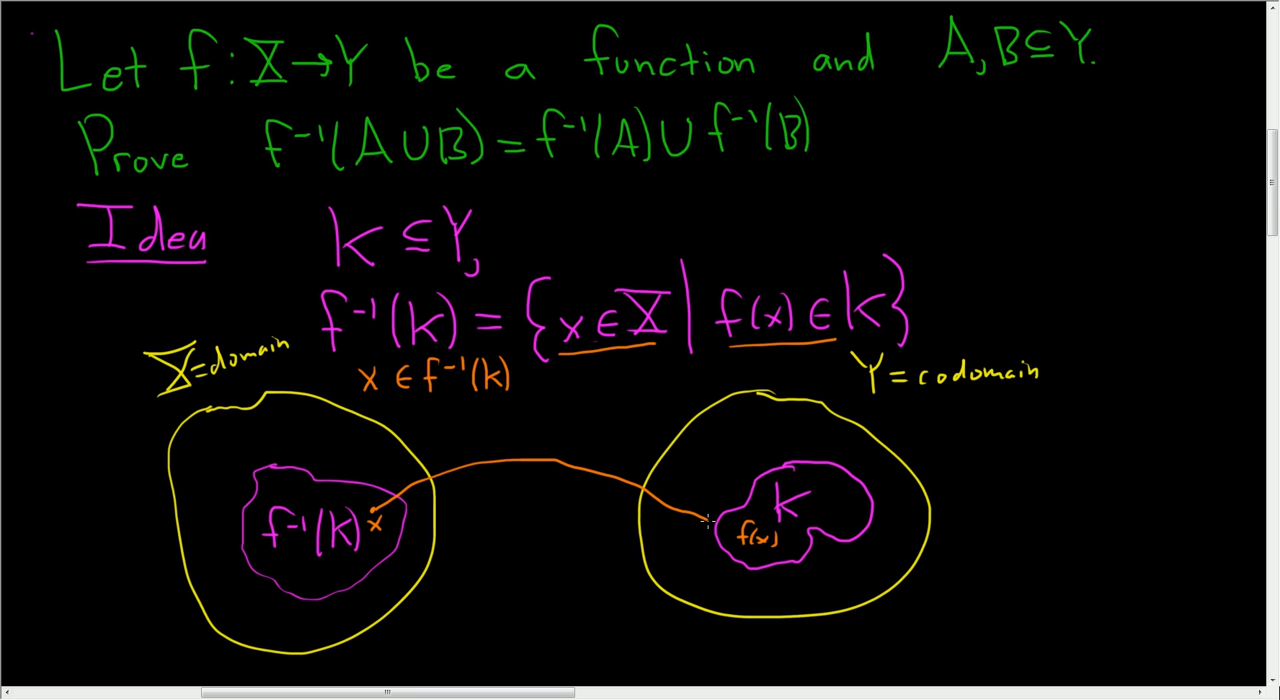 Let f: X → Y be a function and A, B ⊆ Y.
Prove f⁻¹(A ∪ B) = f⁻¹(A) ∪ f⁻¹(B)
Idea K ⊆ Y,
f⁻¹(K) = {x ∈ X | f(x) ∈ K}
X = domain
x ∈ f⁻¹(K)
Y = codomain
f⁻¹(K) x
K
f(x)